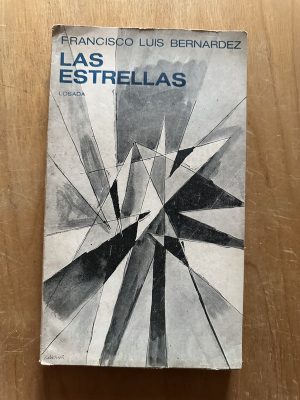 FRANCISCO LUIS BERNARDEZ
LAS
ESTRELLAS
LOSADA